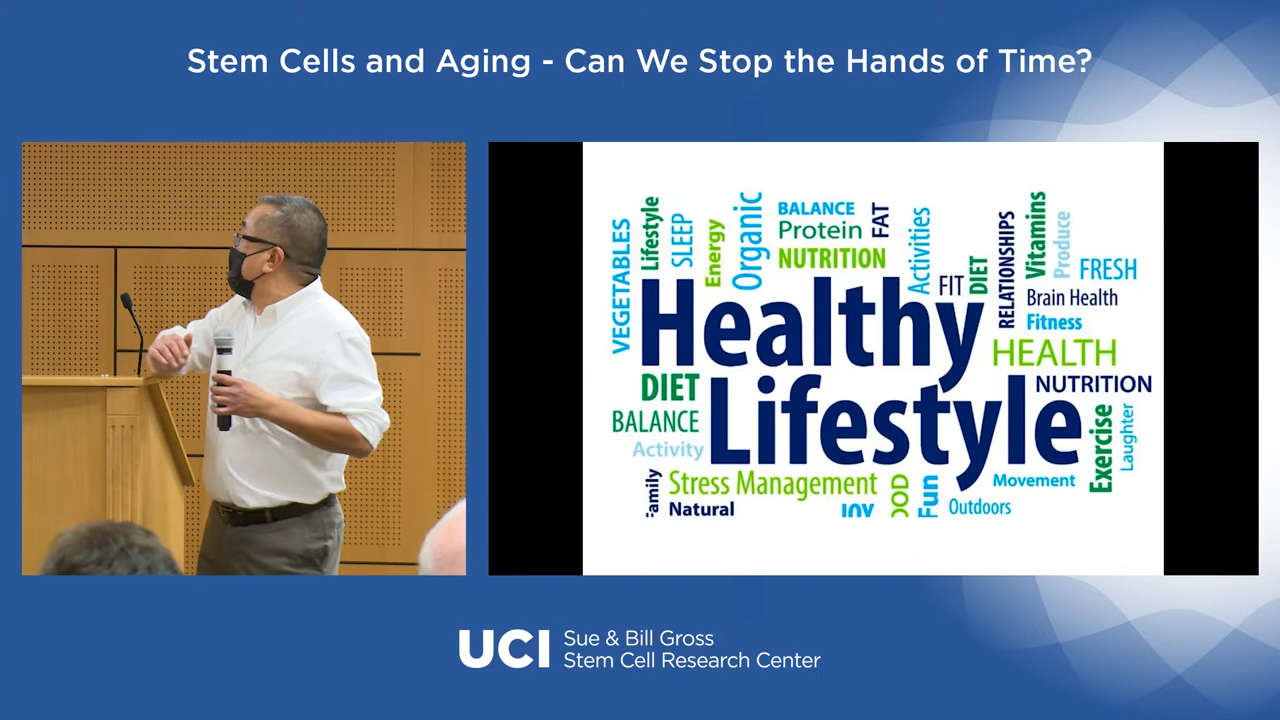 Stem Cells and Aging - Can We Stop the Hands of Time?
VEGETABLES
Lifestyle
SLEEP
Energy
Organic
BALANCE
Protein
NUTRITION
FAT
Activities
FIT
DIET
RELATIONSHIPS
Vitamins
Produce
FRESH
Brain Health
Fitness
HEALTH
NUTRITION
Healthy
Lifestyle
DIET
BALANCE
Activity
Stress Management
Natural
Fun
Movement
Outdoors
Exercise
Laughter
UCI
Sue & Bill Gross
Stem Cell Research Center